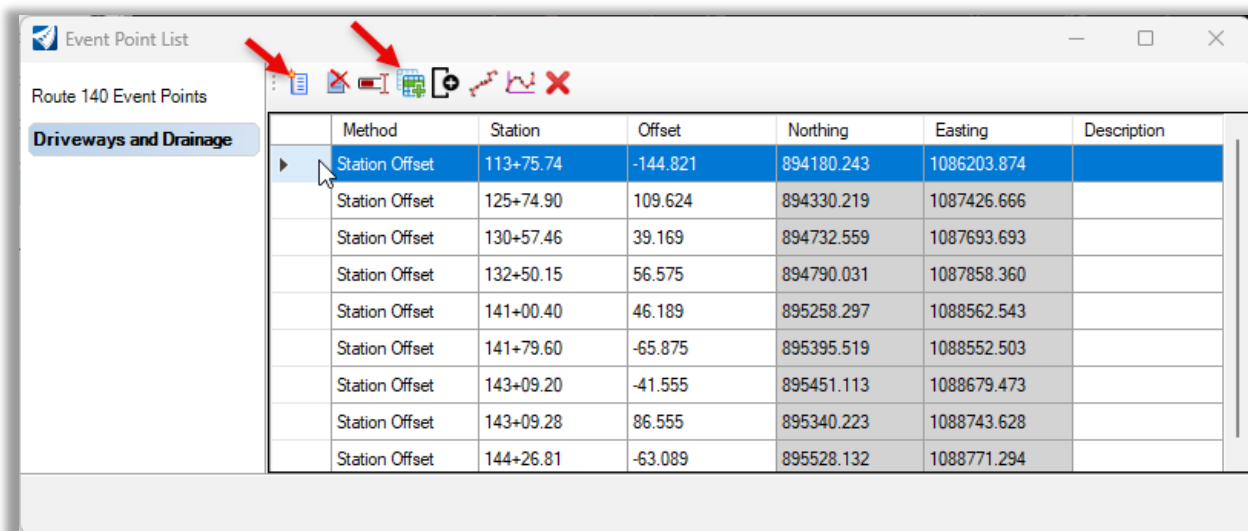 Event Point List
Route 140 Event Points
Driveways and Drainage
Method Station Offset Northing Easting Description
Station Offset 113+75.74 -144.821 894180.243 1086203.874
Station Offset 125+74.90 109.624 894330.219 1087426.666
Station Offset 130+57.46 39.169 894732.559 1087693.693
Station Offset 132+50.15 56.575 894790.031 1087858.360
Station Offset 141+00.40 46.189 895258.297 1088562.543
Station Offset 141+79.60 -65.875 895395.519 1088552.503
Station Offset 143+09.20 -41.555 895451.113 1088679.473
Station Offset 143+09.28 86.555 895340.223 1088743.628
Station Offset 144+26.81 -63.089 895528.132 1088771.294